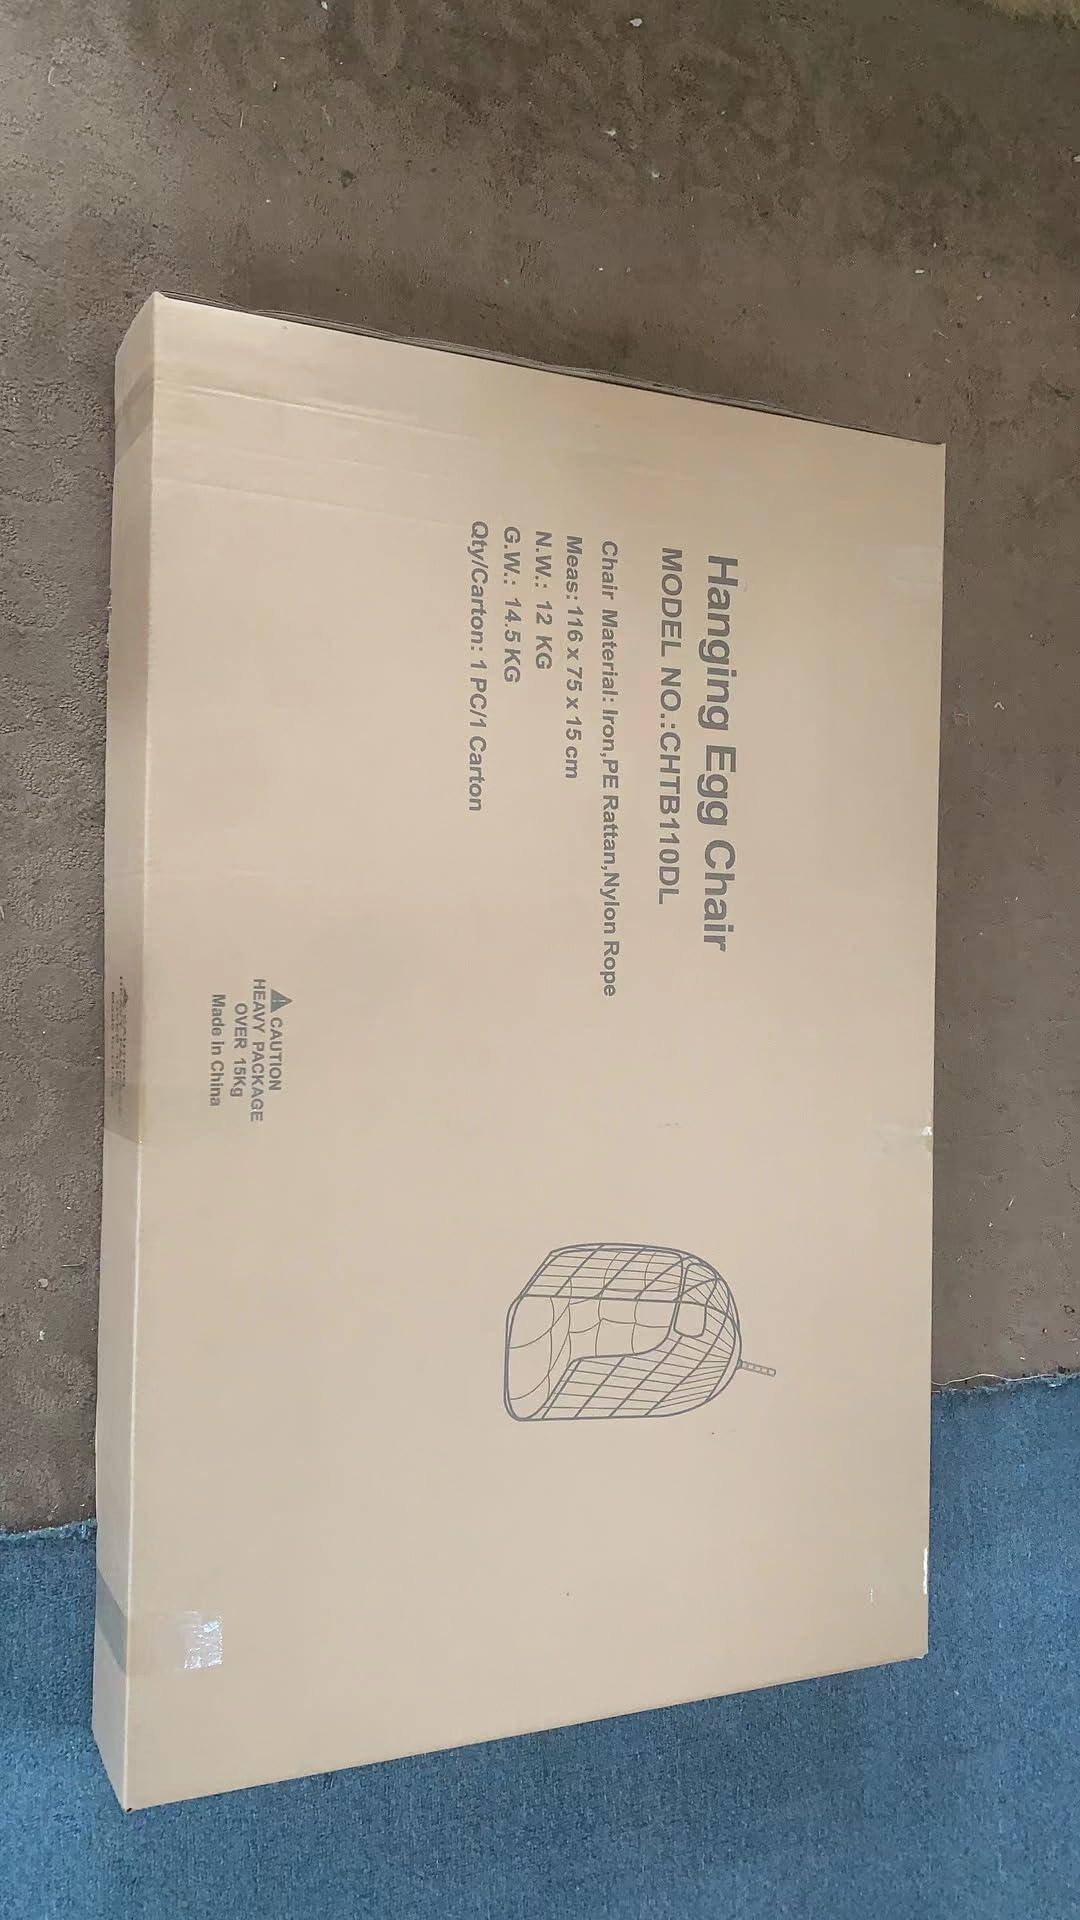 Hanging Egg Chair
MODEL NO.:CHTB110DL
Chair Material: Iron,PE Rattan,Nylon Rope
Meas: 116 x 75 x 15 cm
N.W.: 12 KG
G.W.: 14.5 KG
Qty/Carton: 1 PC/1 Carton
CAUTION
HEAVY PACKAGE
OVER 15Kg
Made in China